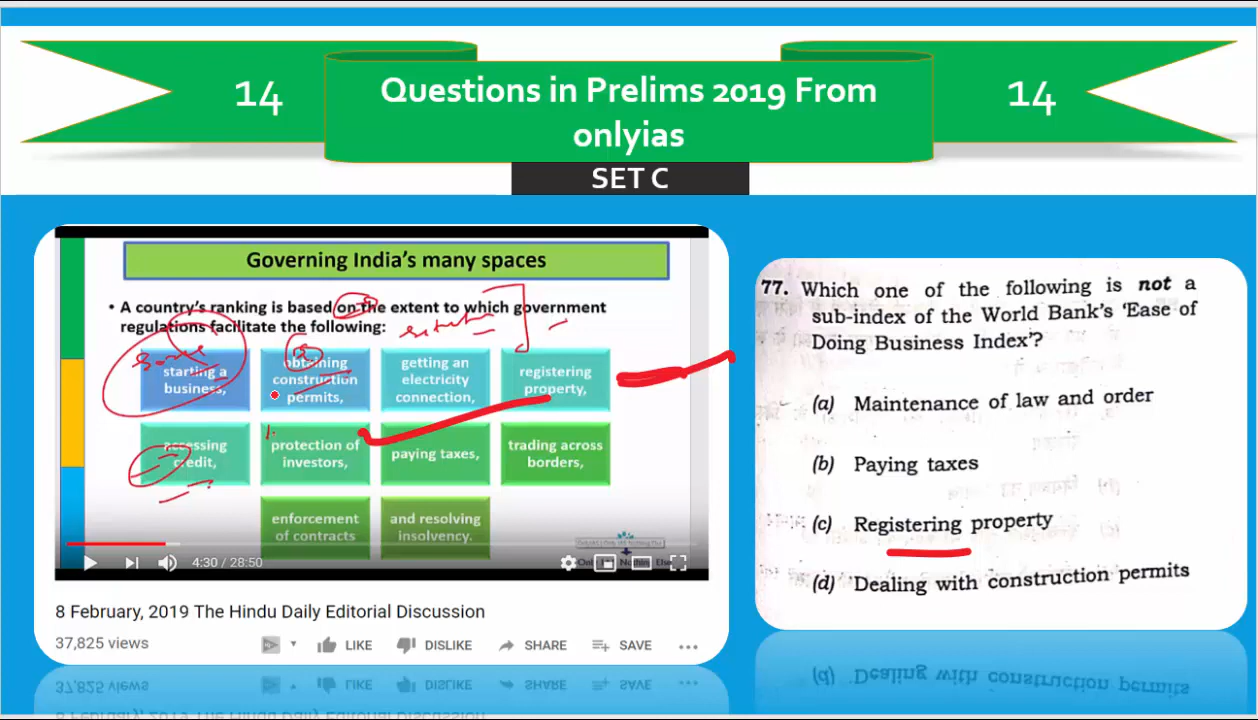 14
Questions in Prelims 2019 From
onlyias
14
SET C
Governing India's many spaces
• A country's ranking is based on the extent to which government
regulations facilitate the following:
starting a
business,
obtaining
construction
permits,
getting an
electricity
connection,
registering
property,
accessing
credit,
protection of
investors,
paying taxes,
trading across
borders,
enforcement
of contracts
and resolving
insolvency.
4:30 / 28:50
8 February, 2019 The Hindu Daily Editorial Discussion
37,825 views
LIKE
DISLIKE
SHARE
SAVE
77. Which one of the following is not a
sub-index of the World Bank's 'Ease of
Doing Business Index'?
(a) Maintenance of law and order
(b) Paying taxes
(c) Registering property
(d) Dealing with construction permits